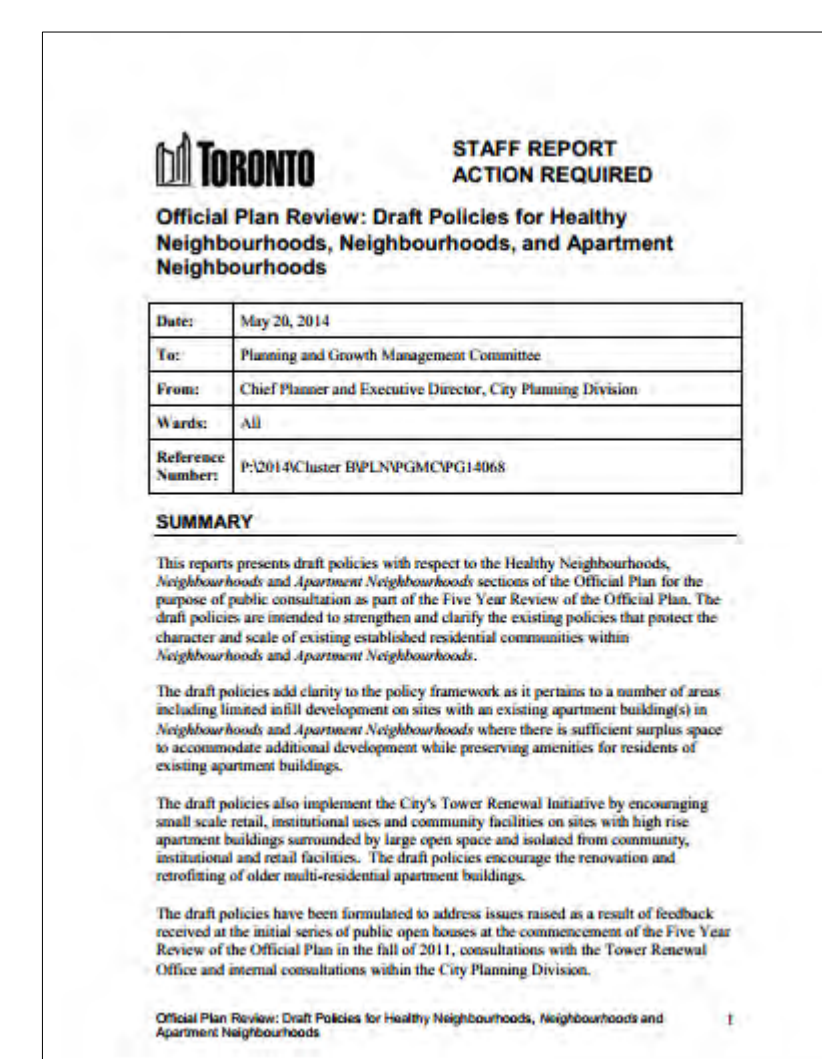 TORONTO
STAFF REPORT
ACTION REQUIRED
Official Plan Review: Draft Policies for Healthy
Neighbourhoods, Neighbourhoods, and Apartment
Neighbourhoods
Date: May 20, 2014
To: Planning and Growth Management Committee
From: Chief Planner and Executive Director, City Planning Division
Wards: All
Reference
Number: P:\2014\Cluster B\PLN\PGMC\PG14068
SUMMARY
This reports presents draft policies with respect to the Healthy Neighbourhoods,
Neighbourhoods and Apartment Neighbourhoods sections of the Official Plan for the
purpose of public consultation as part of the Five Year Review of the Official Plan. The
draft policies are intended to strengthen and clarify the existing policies that protect the
character and scale of existing established residential communities within
Neighbourhoods and Apartment Neighbourhoods.
The draft policies add clarity to the policy framework as it pertains to a number of areas
including limited infill development on sites with an existing apartment building(s) in
Neighbourhoods and Apartment Neighbourhoods where there is sufficient surplus space
to accommodate additional development while preserving amenities for residents of
existing apartment buildings.
The draft policies also implement the City's Tower Renewal Initiative by encouraging
small scale retail, institutional uses and community facilities on sites with high rise
apartment buildings surrounded by large open space and isolated from community,
institutional and retail facilities. The draft policies encourage the renovation and
retrofitting of older multi-residential apartment buildings.
The draft policies have been formulated to address issues raised as a result of feedback
received at the initial series of public open houses at the commencement of the Five Year
Review of the Official Plan in the fall of 2011, consultations with the Tower Renewal
Office and internal consultations within the City Planning Division.
Official Plan Review: Draft Policies for Healthy Neighbourhoods, Neighbourhoods and 1
Apartment Neighbourhoods